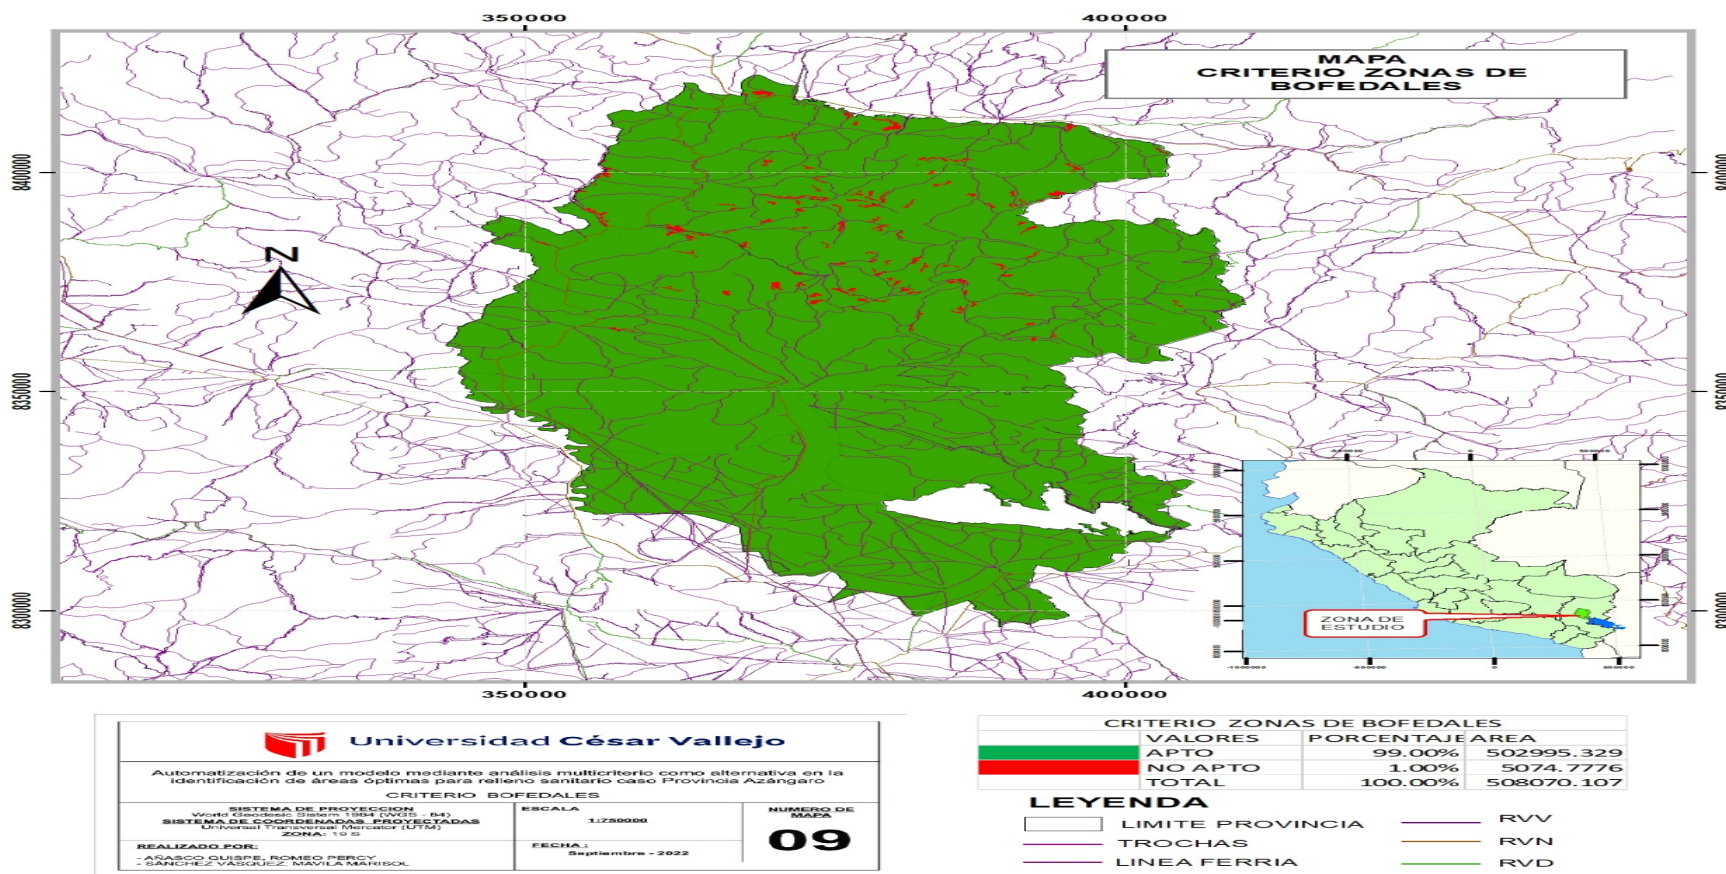 350000
400000
MAPA
CRITERIO ZONAS DE
BOFEDALES
8400000
8400000
N
8350000
8350000
8300000
8300000
ZONA DE
ESTUDIO
350000
400000
Universidad César Vallejo
Automatización de un modelo mediante análisis multicriterio como alternativa en la
identificación de áreas óptimas para relleno sanitario caso Provincia Azángaro
CRITERIO BOFEDALES
SISTEMA DE PROYECCION
World Geodesic Sistem 1984 (WGS - 84)
SISTEMA DE COORDENADAS PROYECTADAS
Universal Transversal Mercator (UTM)
ZONA: 19 S
REALIZADO POR:
- AÑASCO QUISPE, ROMEO PERCY
- SÁNCHEZ VÁSQUEZ, MAVILA MARISOL
ESCALA
1:750000
FECHA:
Septiembre - 2022
NUMERO DE
MAPA
09
CRITERIO ZONAS DE BOFEDALES
VALORES PORCENTAJE AREA
APTO 99.00% 502995.329
NO APTO 1.00% 5074.7776
TOTAL 100.00% 508070.107
LEYENDA
LIMITE PROVINCIA
TROCHAS
LINEA FERRIA
RVV
RVN
RVD